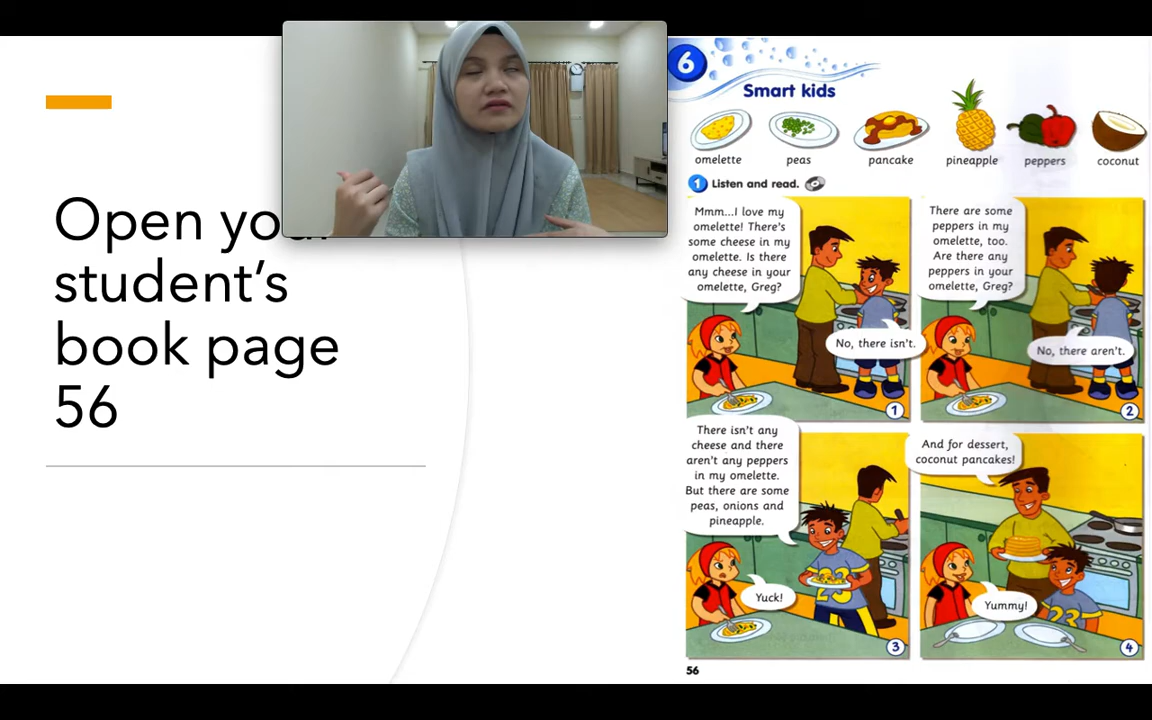 Open you
student's
book page
56
6
Smart kids
omelette
peas
pancake
pineapple
peppers
coconut
1 Listen and read.
Mmm...I love my
omelette! There's
some cheese in my
omelette. Is there
any cheese in your
omelette, Greg?
No, there isn't.
1
There are some
peppers in my
omelette, too.
Are there any
peppers in your
omelette, Greg?
No, there aren't.
2
There isn't any
cheese and there
aren't any peppers
in my omelette.
But there are some
peas, onions and
pineapple.
23
Yuck!
3
And for dessert,
coconut pancakes!
Yummy!
23
4
56